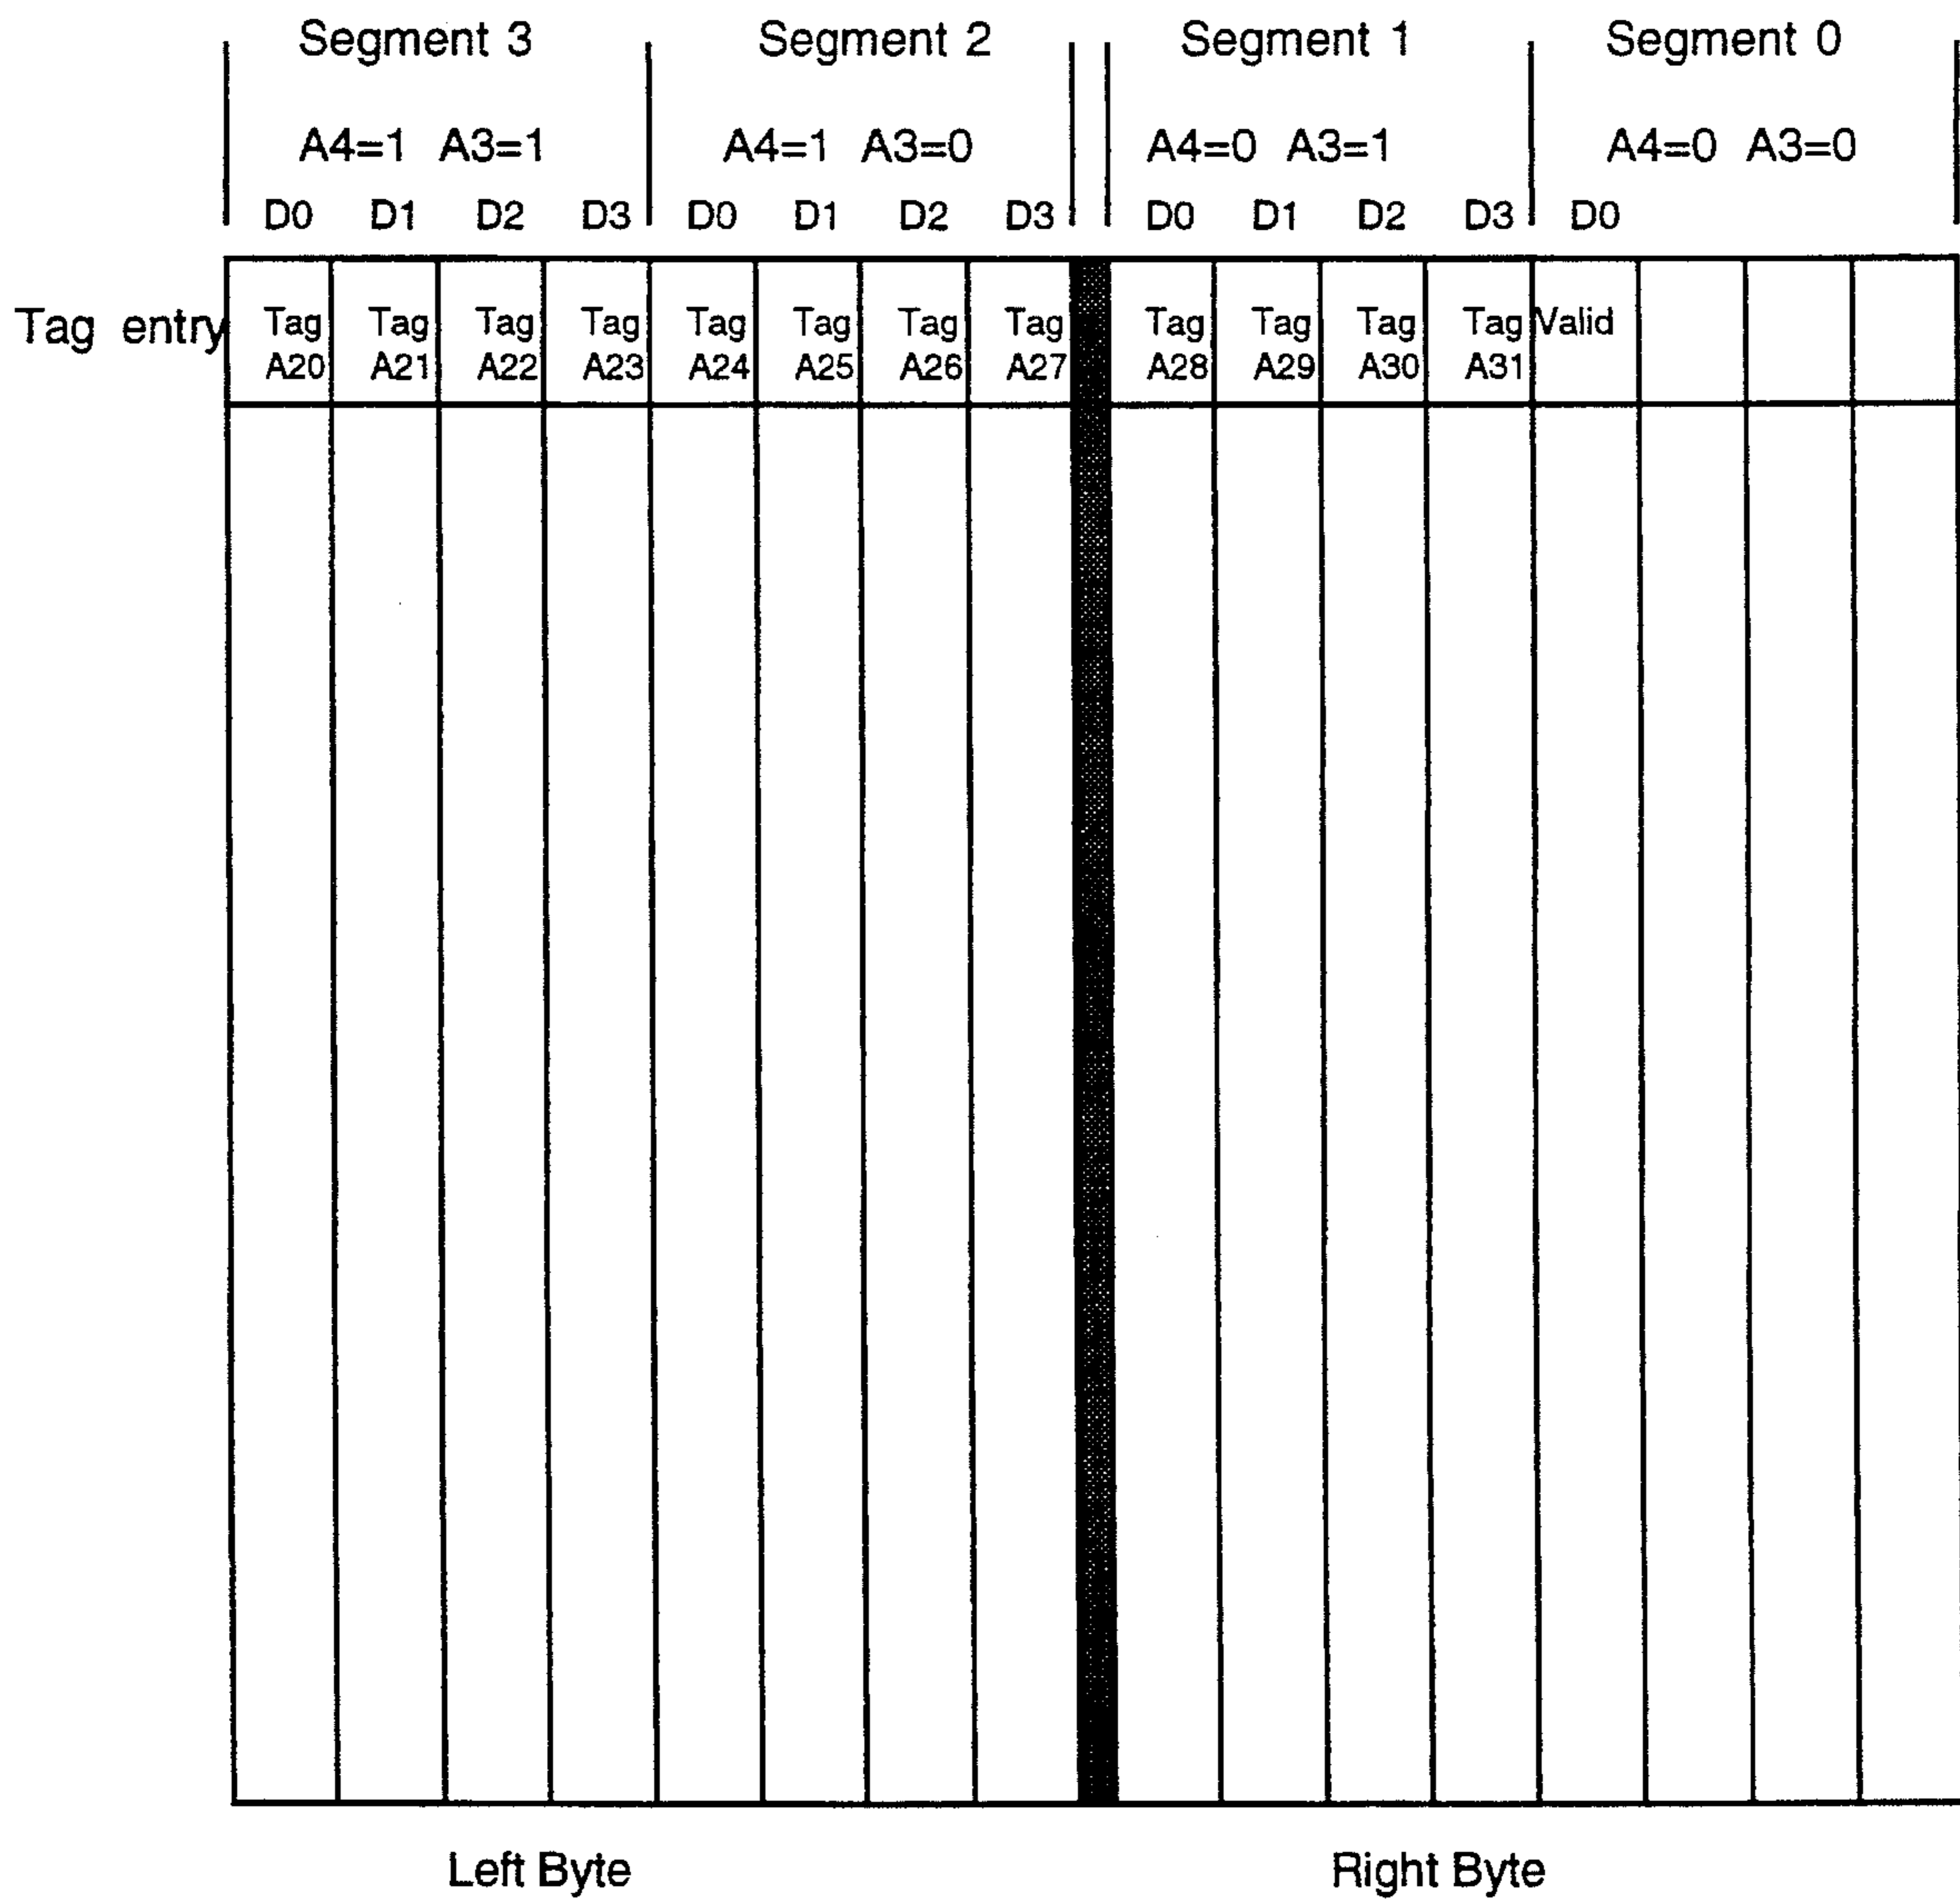 Segment 3 Segment 2 Segment 1 Segment 0
A4=1 A3=1 A4=1 A3=0 A4=0 A3=1 A4=0 A3=0
D0 D1 D2 D3 D0 D1 D2 D3 D0 D1 D2 D3 D0
Tag entry Tag Tag Tag Tag Tag Tag Tag Tag Tag Tag Tag Tag Valid
A20 A21 A22 A23 A24 A25 A26 A27 A28 A29 A30 A31
Left Byte Right Byte